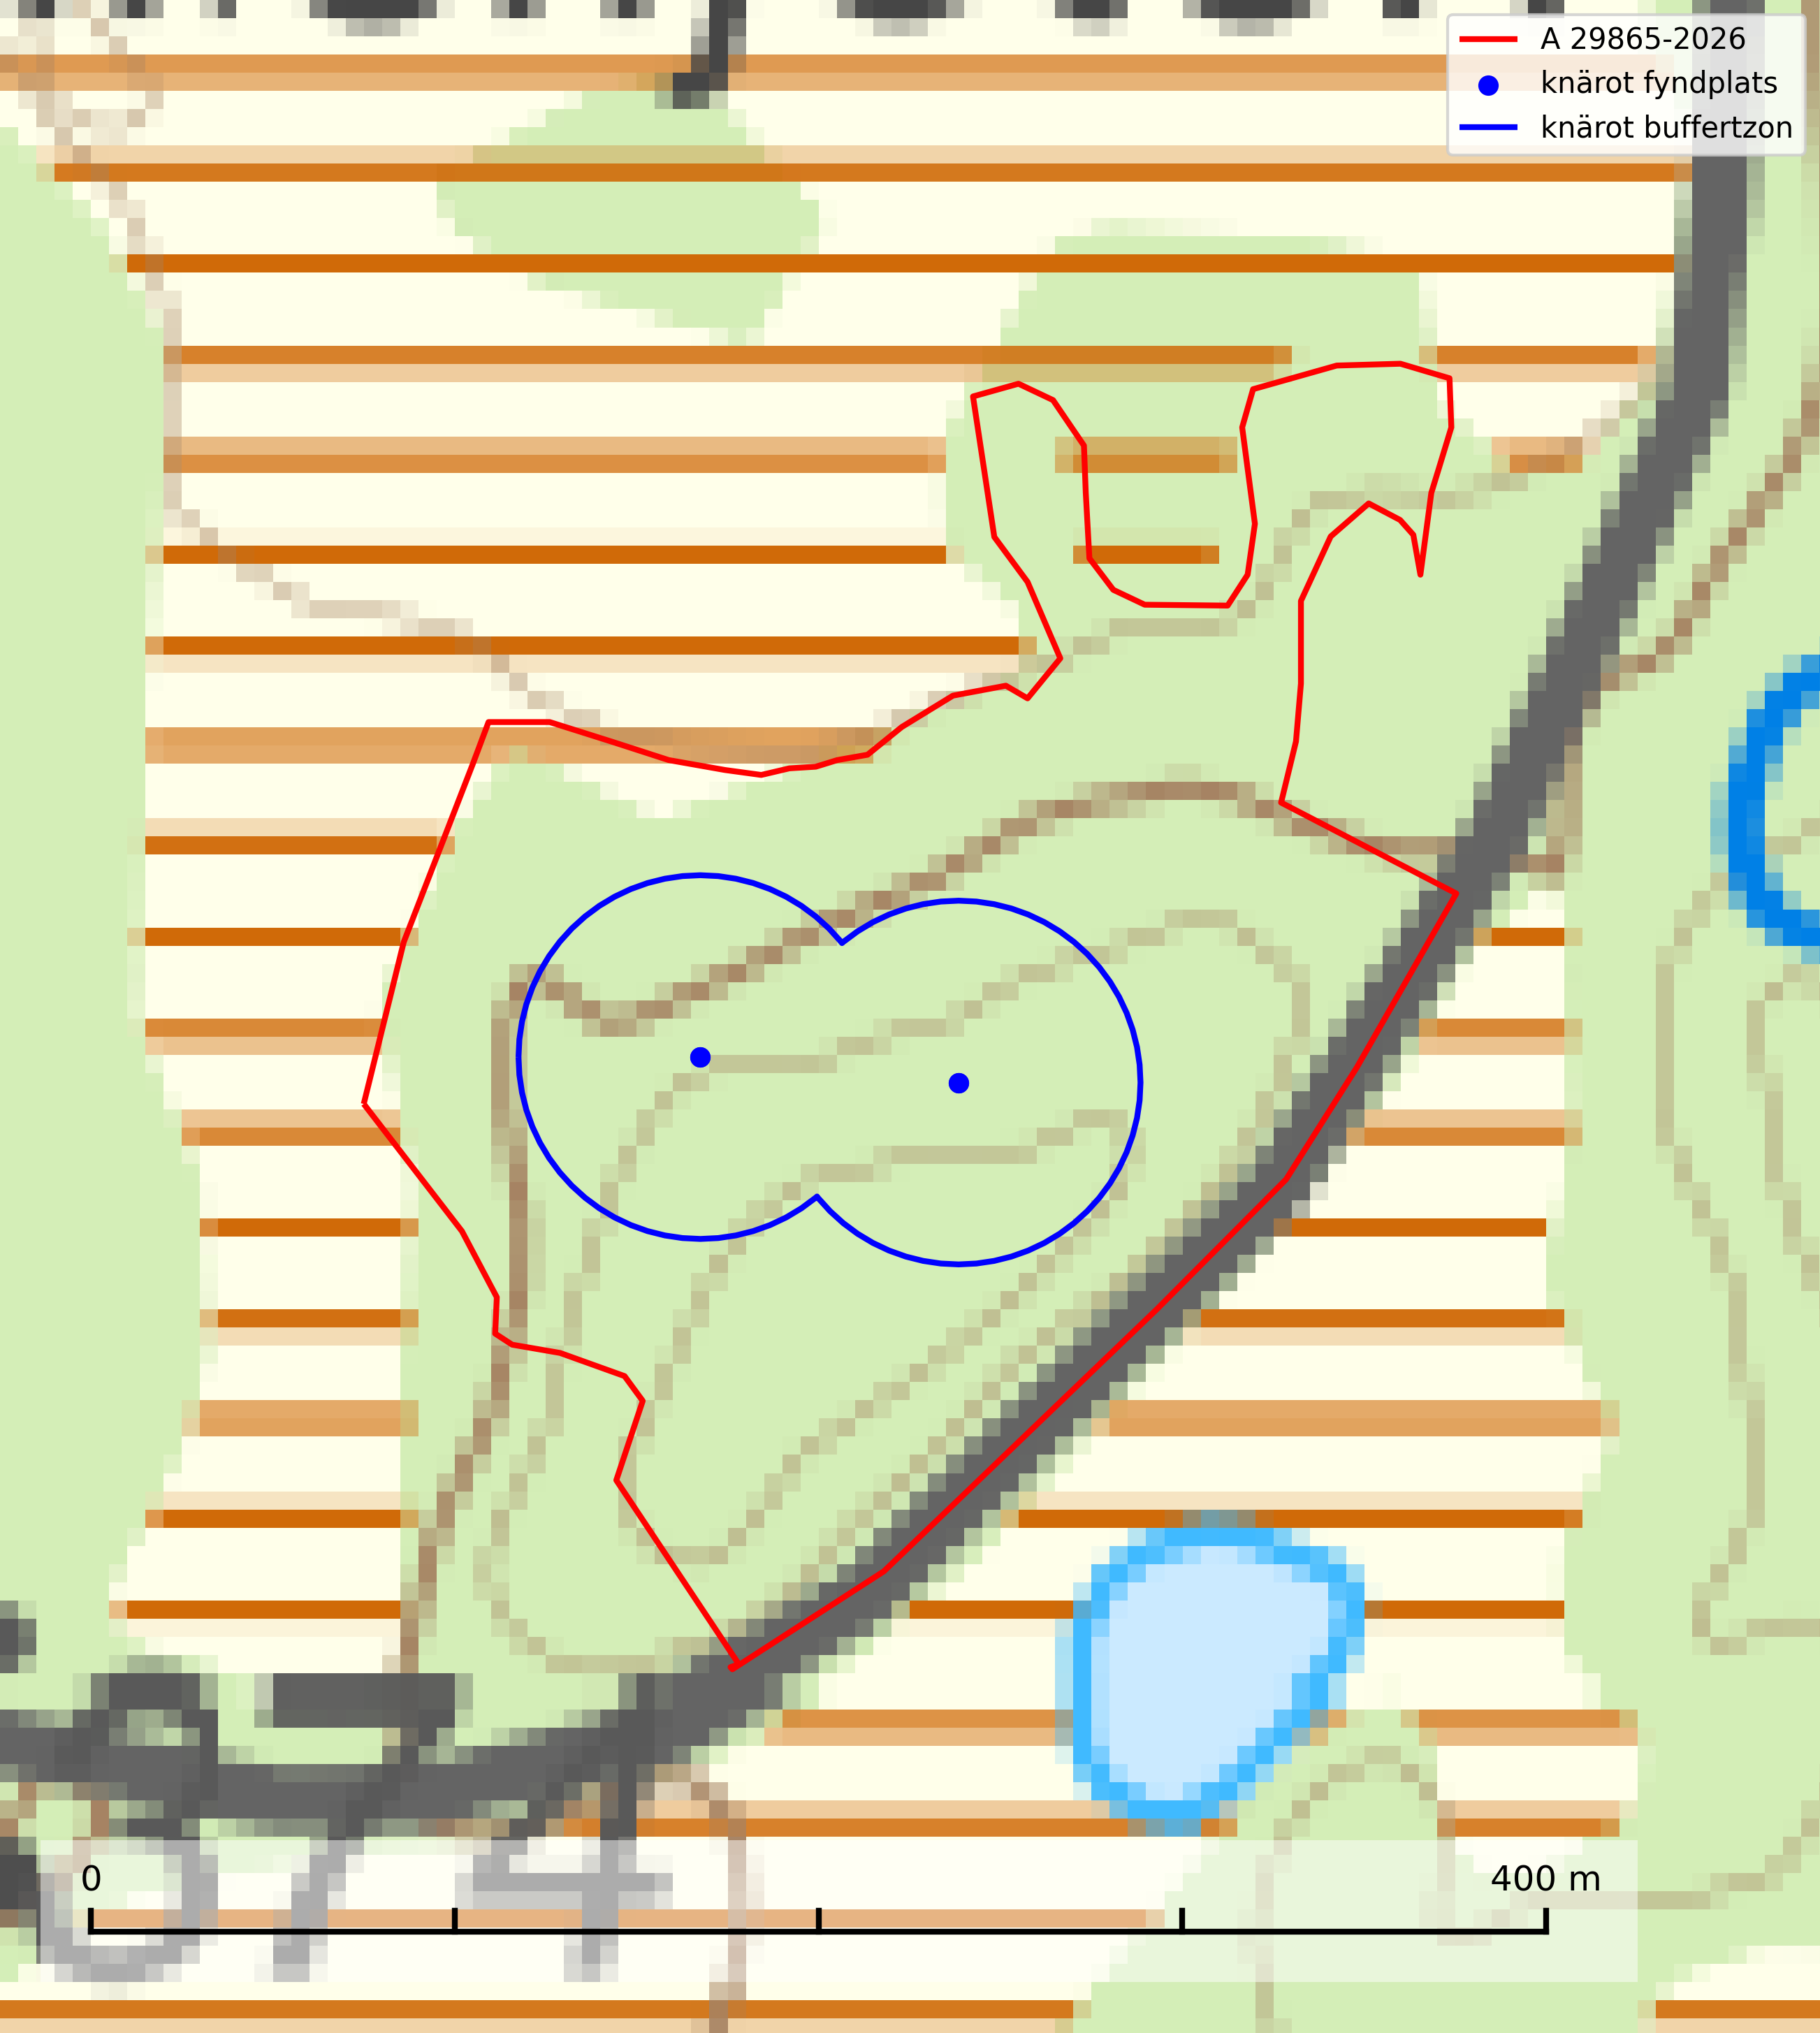 A 29865-2026
knärot fyndplats
knärot buffertzon
0
400 m